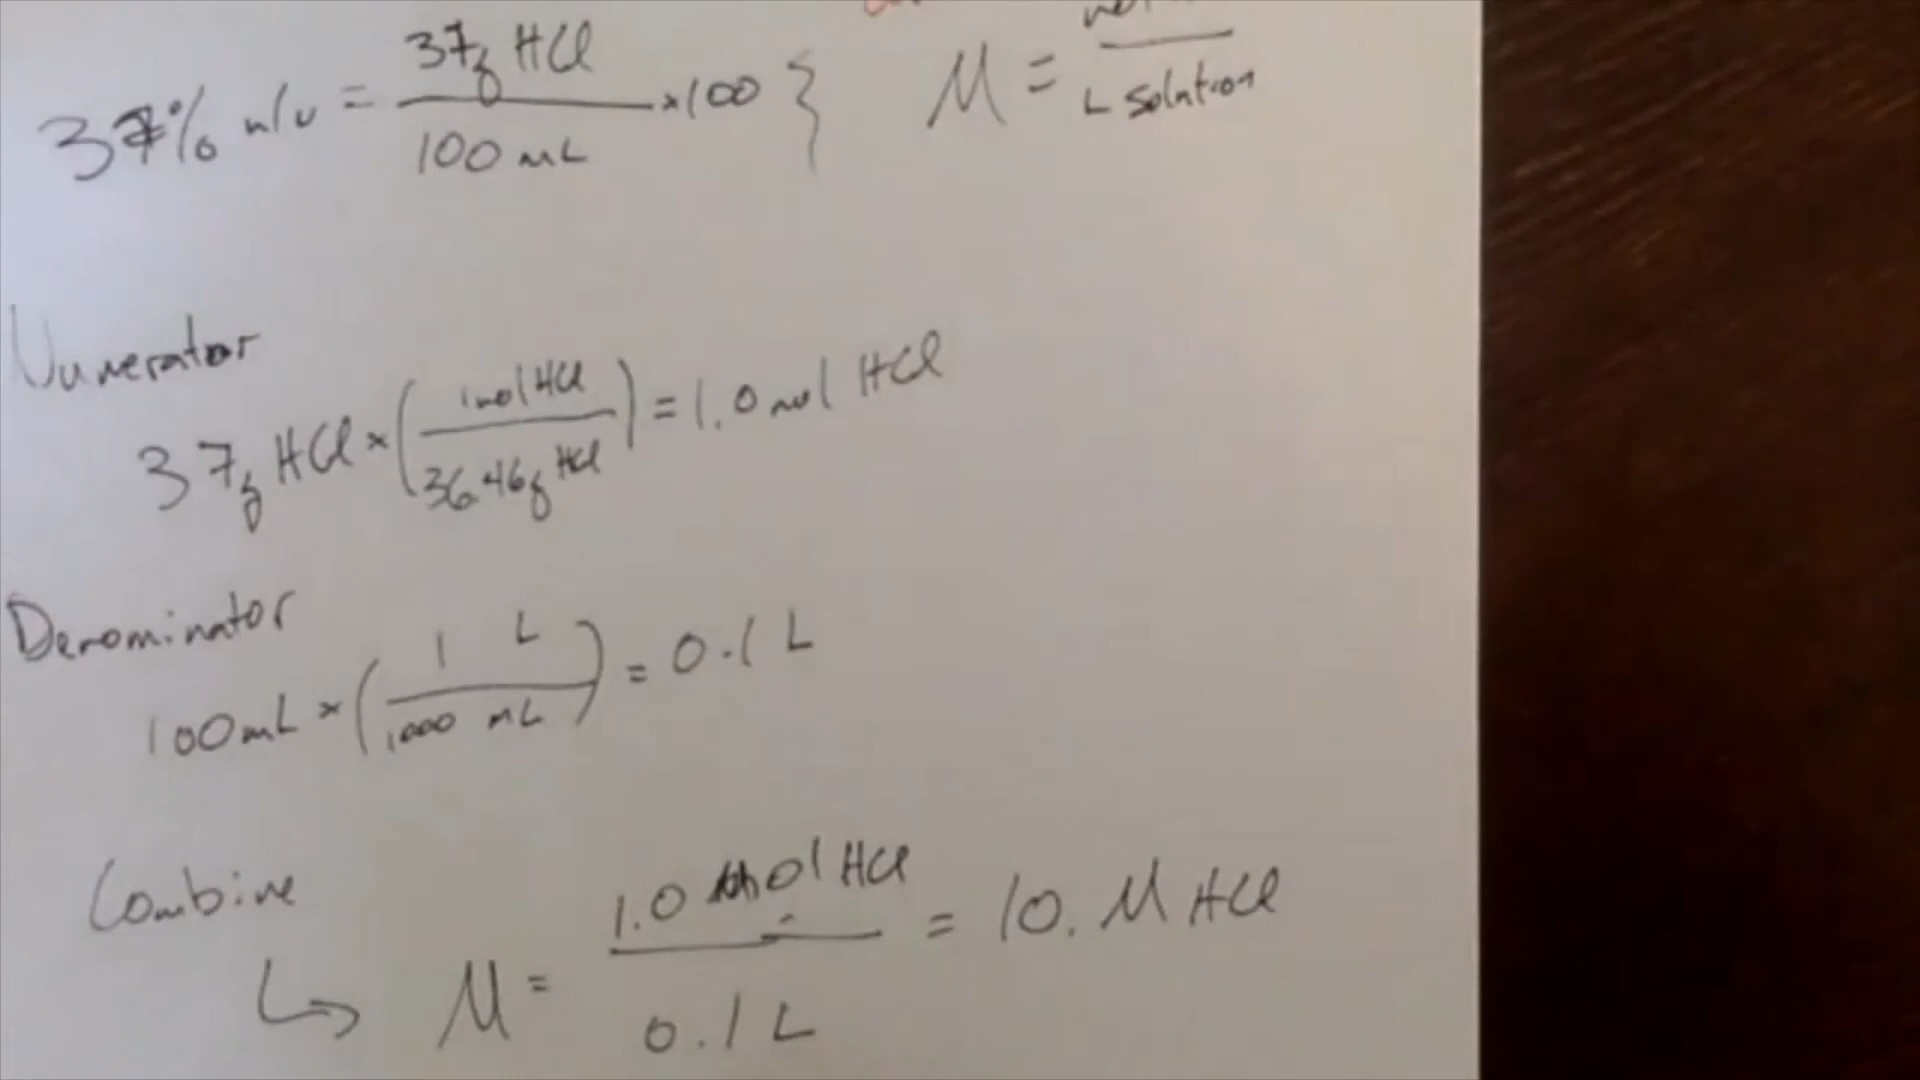 37% w/v = 37g HCl / 100 mL ×100 }
M = / L solution
Numerator
37g HCl × (1 mol HCl / 36.46g HCl) = 1.0 mol HCl
Denominator
100 mL × (1 L / 1000 mL) = 0.1 L
Combine
↳ M = 1.0 mol HCl / 0.1 L = 10. M HCl